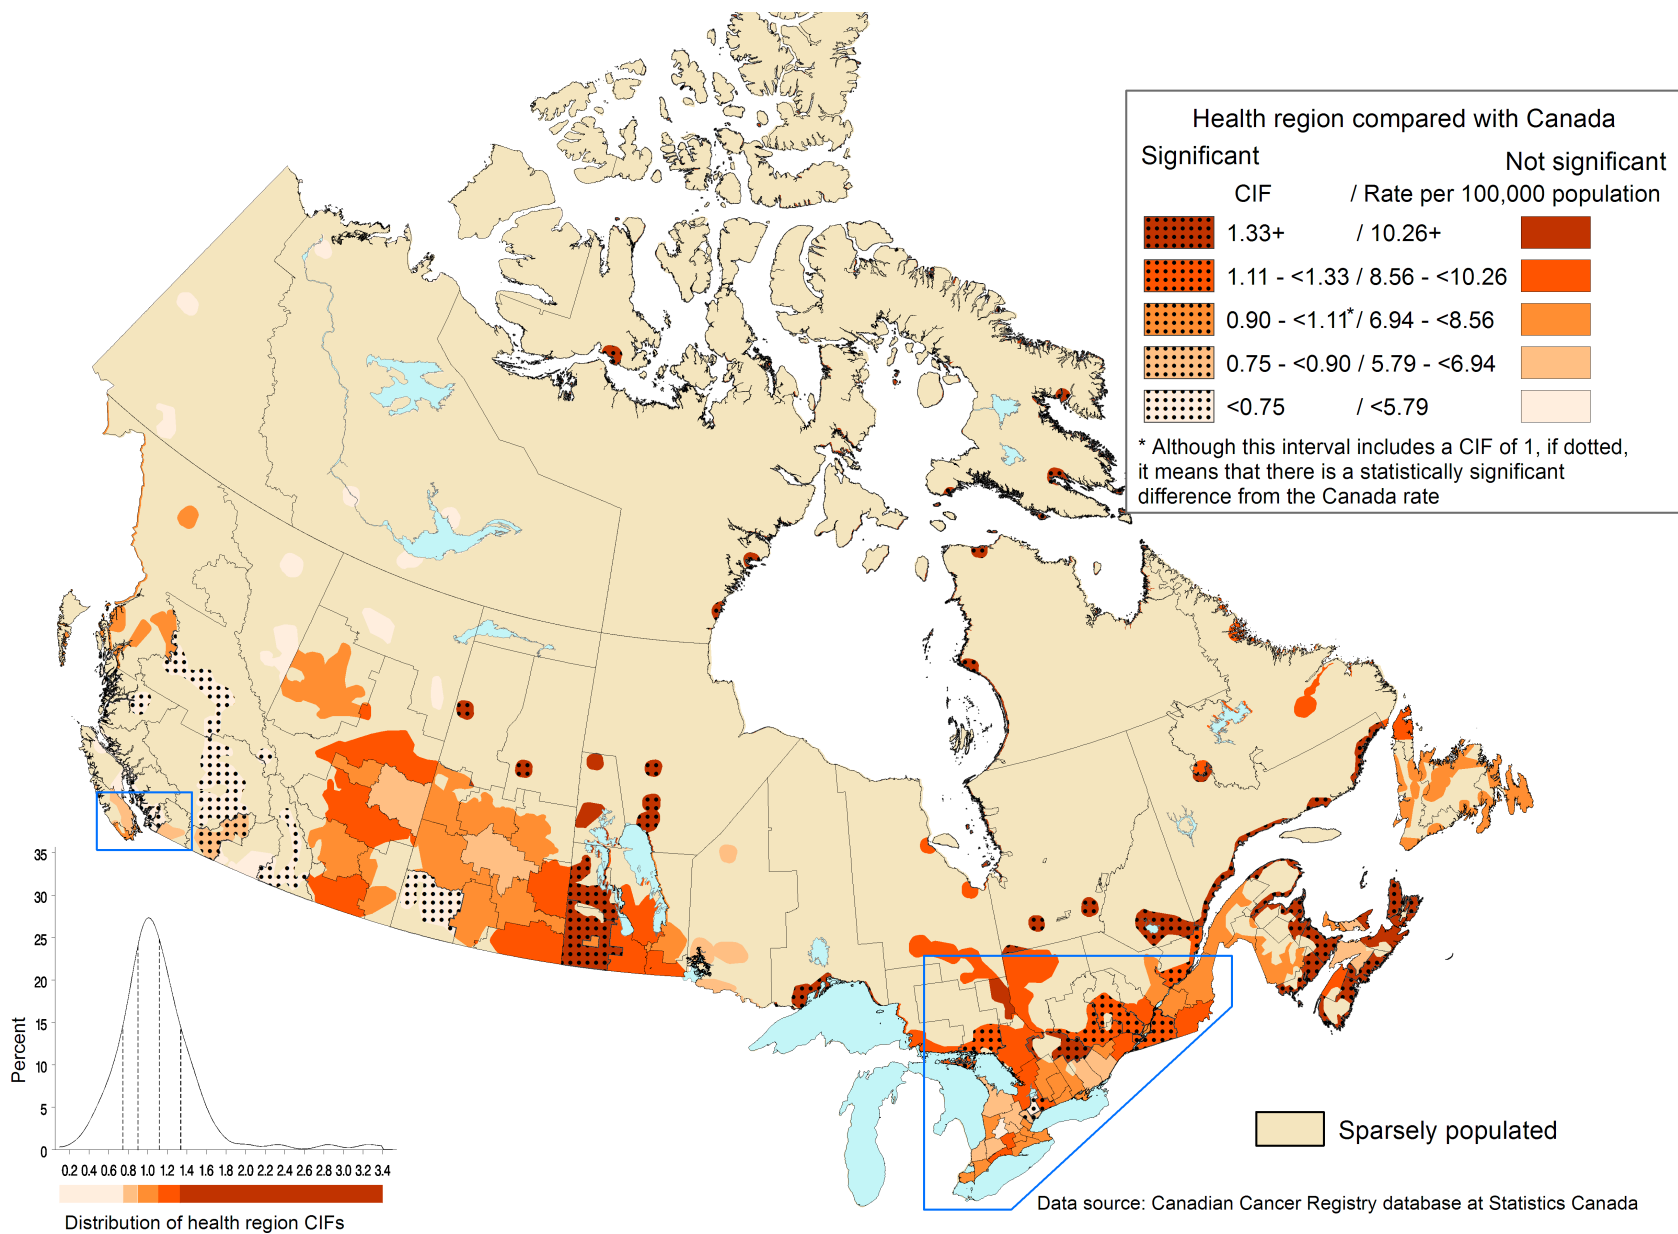 Health region compared with Canada
Significant
Not significant
CIF / Rate per 100,000 population
1.33+ / 10.26+
1.11 - <1.33 / 8.56 - <10.26
0.90 - <1.11* / 6.94 - <8.56
0.75 - <0.90 / 5.79 - <6.94
<0.75 / <5.79
* Although this interval includes a CIF of 1, if dotted,
it means that there is a statistically significant
difference from the Canada rate
35
30
25
20
15
10
5
0
Percent
0.2 0.4 0.6 0.8 1.0 1.2 1.4 1.6 1.8 2.0 2.2 2.4 2.6 2.8 3.0 3.2 3.4
Distribution of health region CIFs
Sparsely populated
Data source: Canadian Cancer Registry database at Statistics Canada